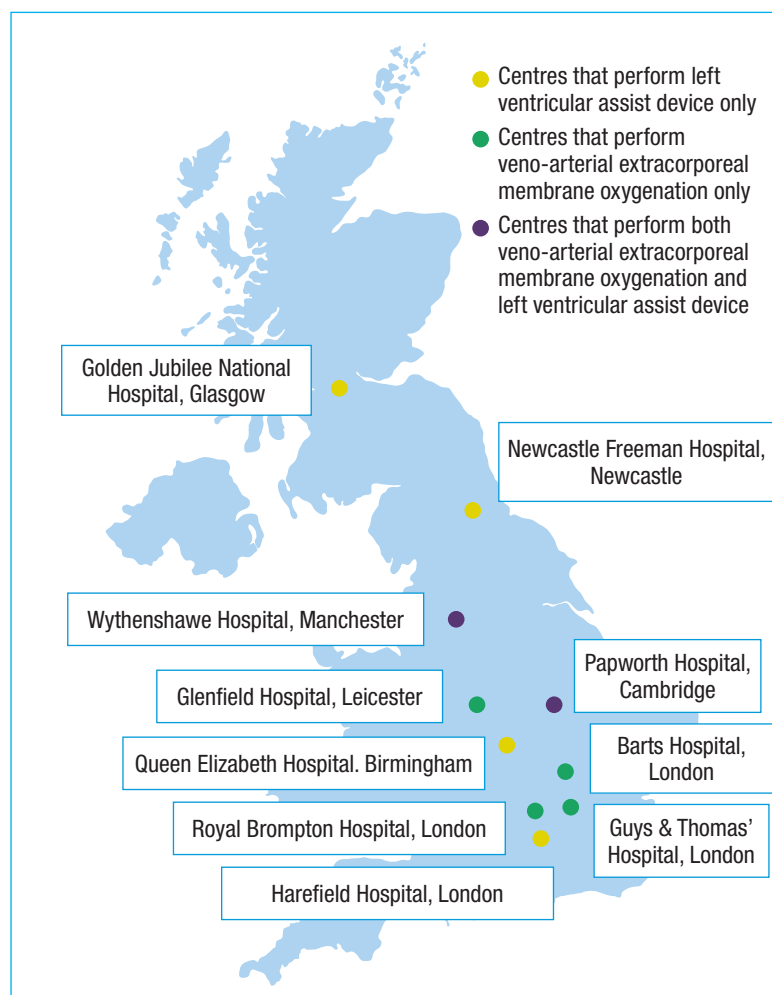 Centres that perform left
ventricular assist device only
Centres that perform
veno-arterial extracorporeal
membrane oxygenation only
Centres that perform both
veno-arterial extracorporeal
membrane oxygenation and
left ventricular assist device
Golden Jubilee National
Hospital, Glasgow
Newcastle Freeman Hospital,
Newcastle
Wythenshawe Hospital, Manchester
Papworth Hospital,
Cambridge
Glenfield Hospital, Leicester
Barts Hospital,
London
Queen Elizabeth Hospital. Birmingham
Guys & Thomas’
Hospital, London
Royal Brompton Hospital, London
Harefield Hospital, London